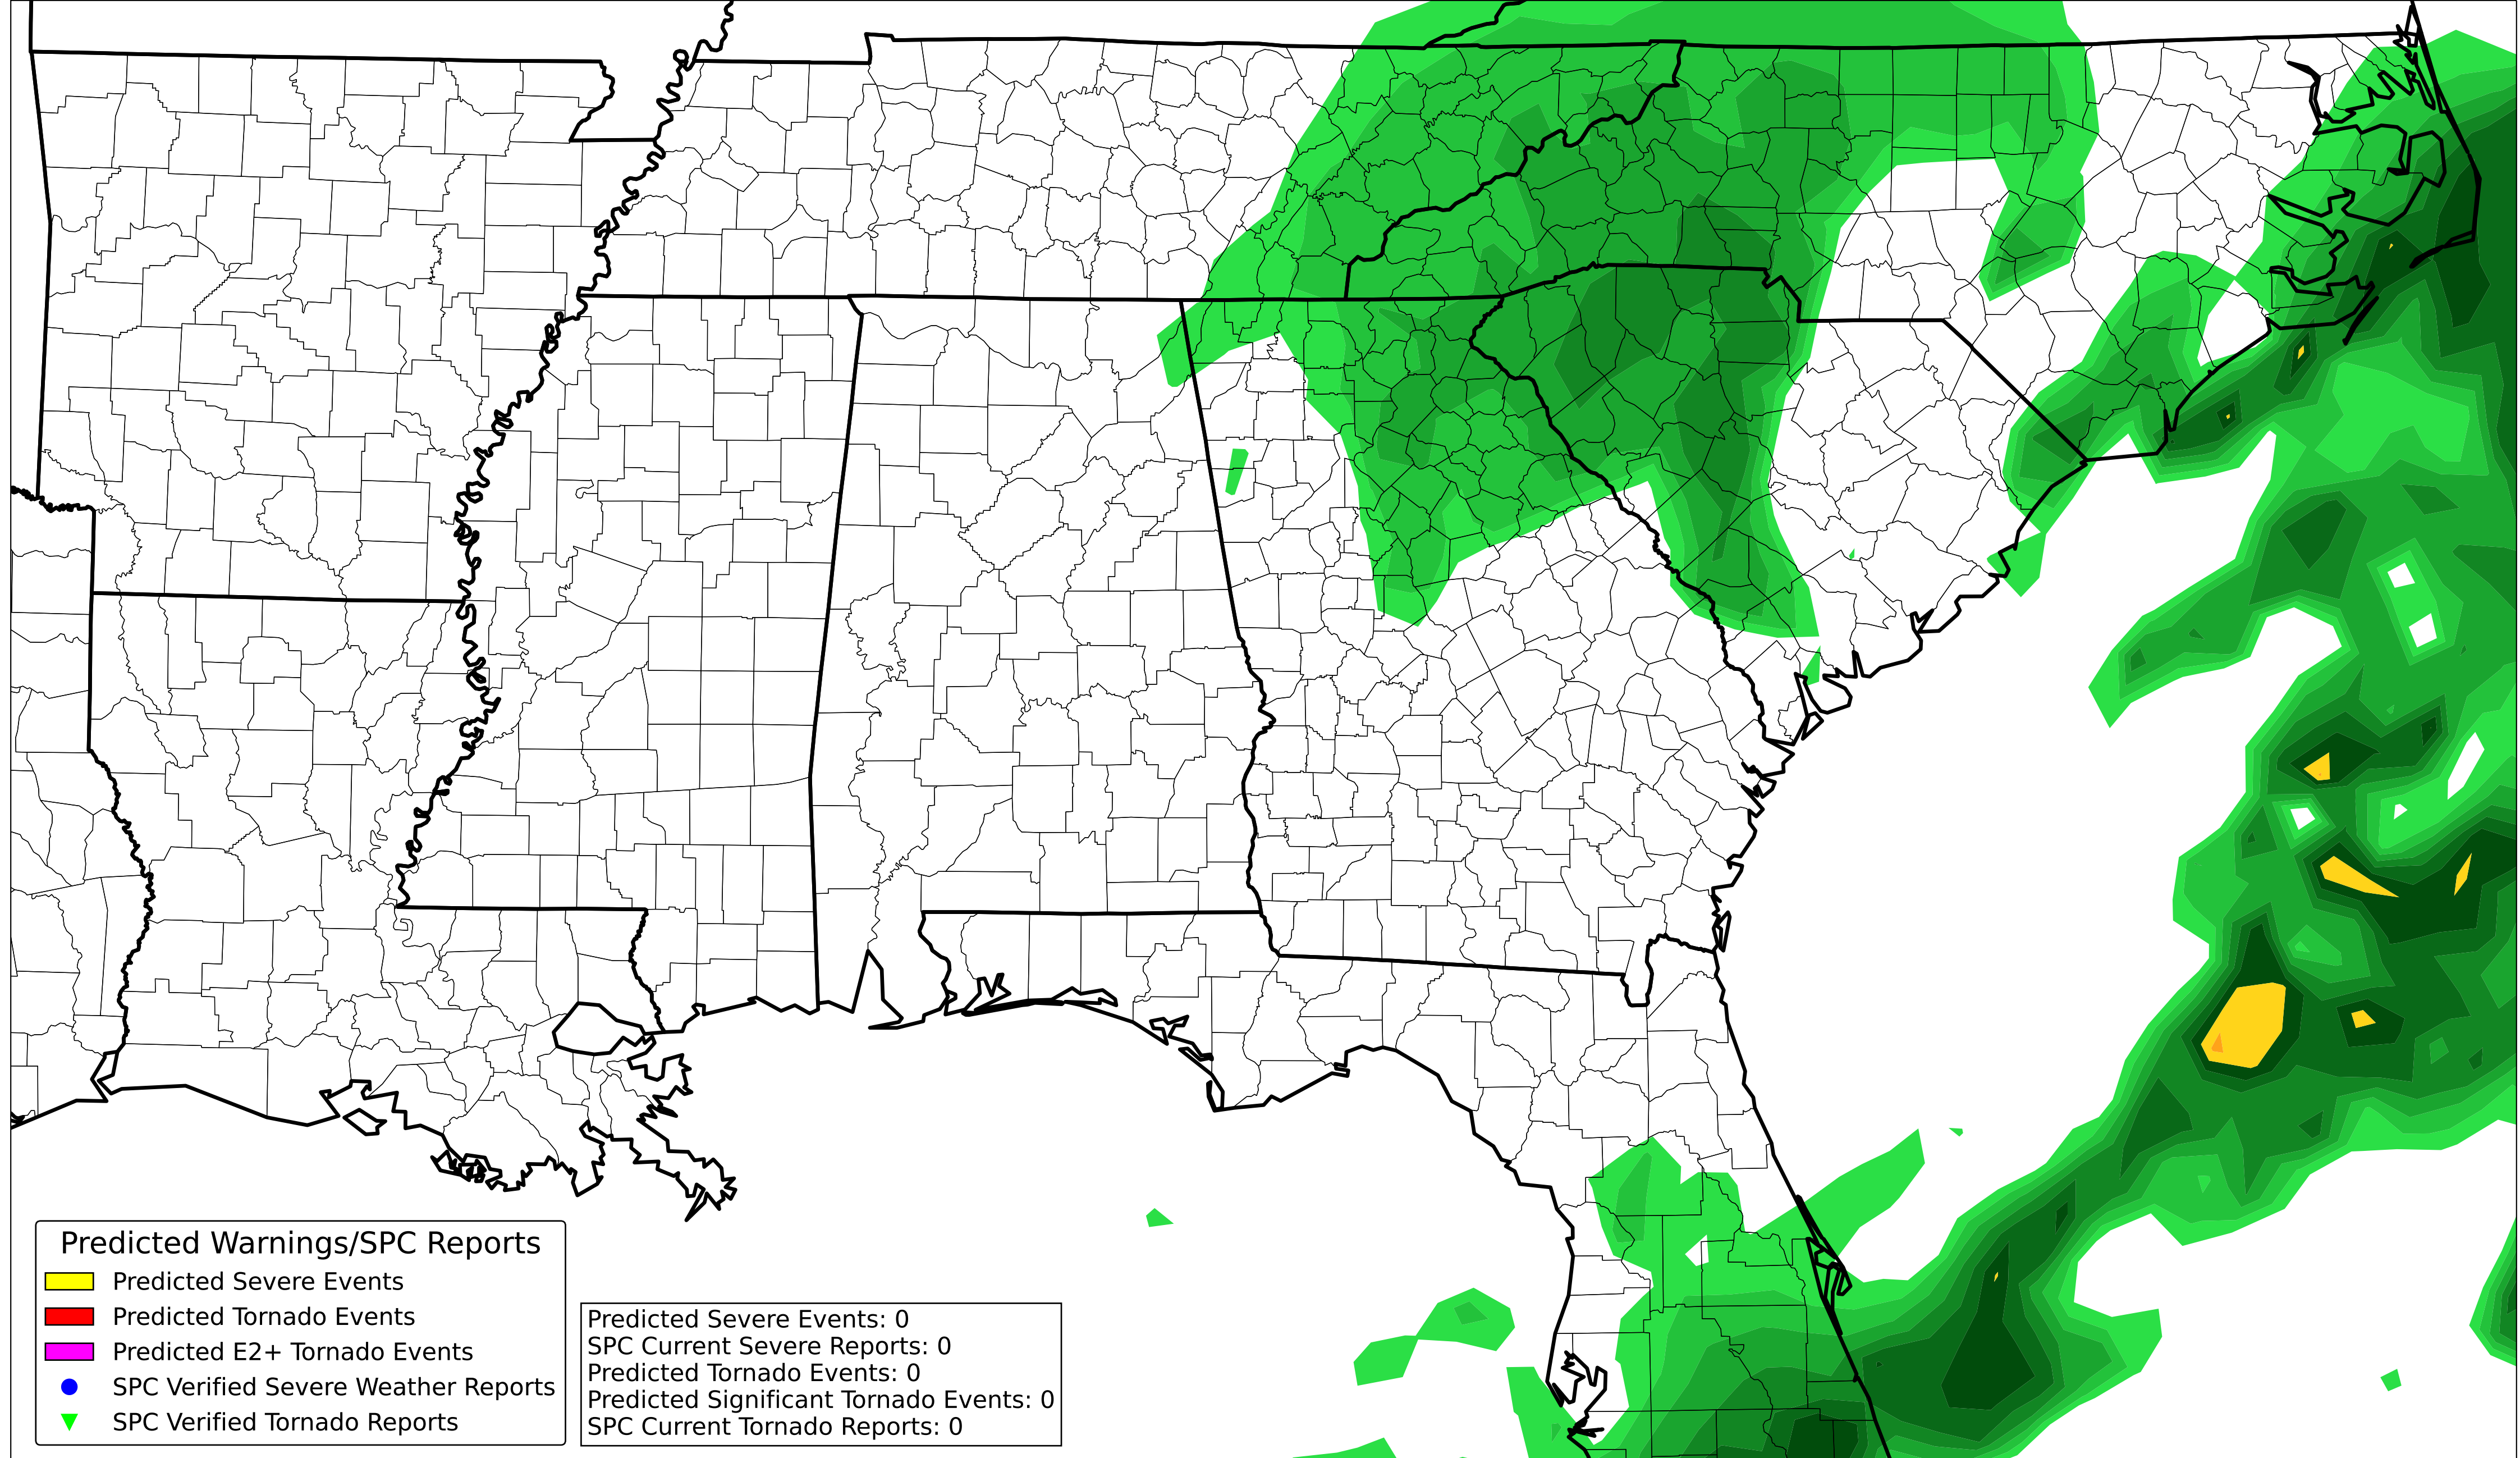 Predicted Warnings/SPC Reports
Predicted Severe Events
Predicted Tornado Events
Predicted E2+ Tornado Events
SPC Verified Severe Weather Reports
SPC Verified Tornado Reports
Predicted Severe Events: 0
SPC Current Severe Reports: 0
Predicted Tornado Events: 0
Predicted Significant Tornado Events: 0
SPC Current Tornado Reports: 0